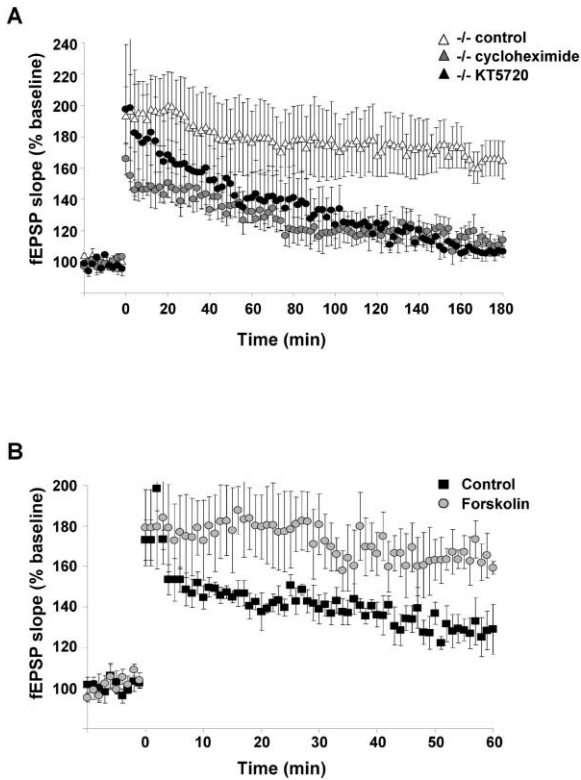 A
-/- control
-/- cycloheximide
-/- KT5720
fEPSP slope (% baseline)
240
220
200
180
160
140
120
100
0 20 40 60 80 100 120 140 160 180
Time (min)
B
Control
Forskolin
fEPSP slope (% baseline)
200
180
160
140
120
100
0 10 20 30 40 50 60
Time (min)